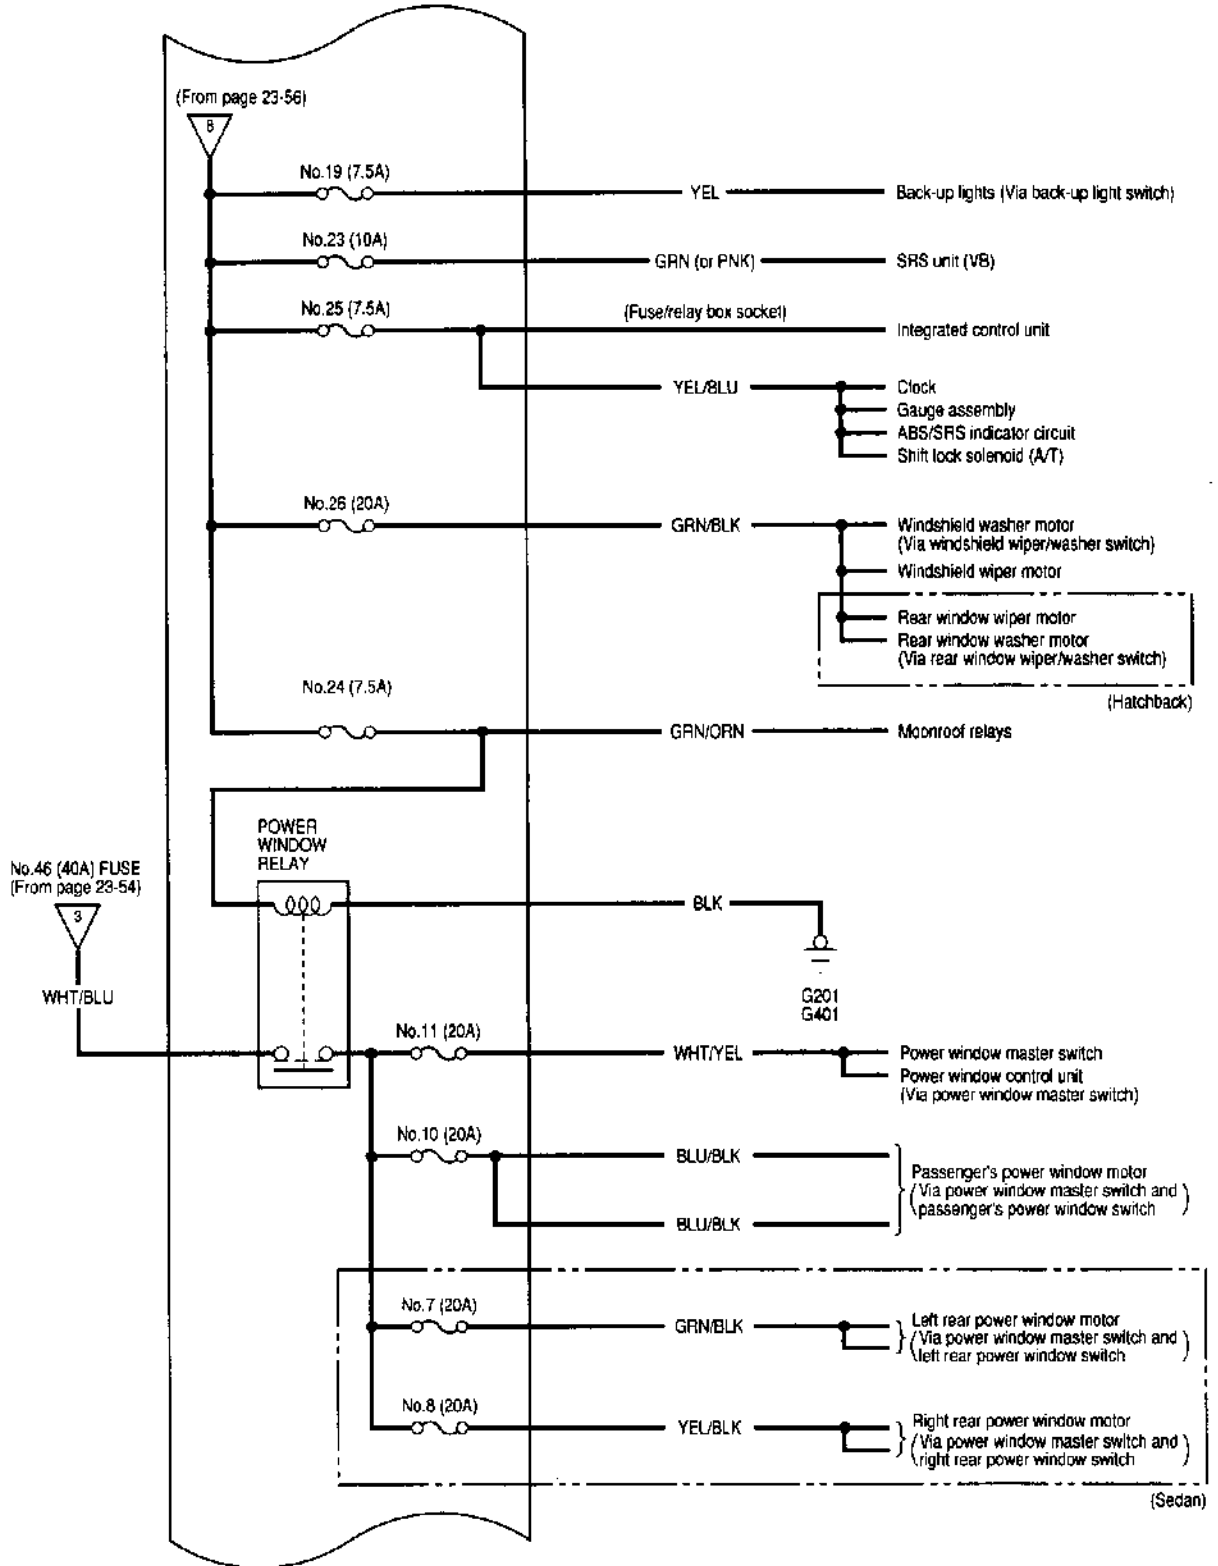 (From page 23-56)
8
No.19 (7.5A)
YEL
Back-up lights (Via back-up light switch)
No.23 (10A)
GRN (or PNK)
SRS unit (VB)
No.25 (7.5A)
(Fuse/relay box socket)
Integrated control unit
YEL/BLU
Clock
Gauge assembly
ABS/SRS indicator circuit
Shift lock solenoid (A/T)
No.26 (20A)
GRN/BLK
Windshield washer motor
(Via windshield wiper/washer switch)
Windshield wiper motor
Rear window wiper motor
Rear window washer motor
(Via rear window wiper/washer switch)
(Hatchback)
No.24 (7.5A)
GRN/ORN
Moonroof relays
POWER
WINDOW
RELAY
No.46 (40A) FUSE
(From page 23-54)
3
WHT/BLU
BLK
G201
G401
No.11 (20A)
WHT/YEL
Power window master switch
Power window control unit
(Via power window master switch)
No.10 (20A)
BLU/BLK
BLU/BLK
Passenger's power window motor
(Via power window master switch and
passenger's power window switch)
No.7 (20A)
GRN/BLK
Left rear power window motor
(Via power window master switch and
left rear power window switch)
No.8 (20A)
YEL/BLK
Right rear power window motor
(Via power window master switch and
right rear power window switch)
(Sedan)